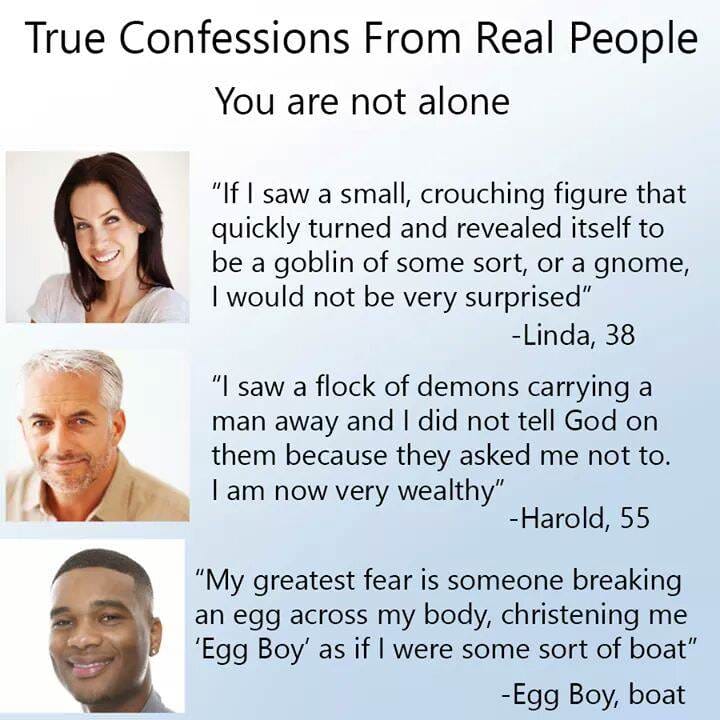 True Confessions From Real People
You are not alone
“If I saw a small, crouching figure that
quickly turned and revealed itself to
be a goblin of some sort, or a gnome,
I would not be very surprised”
-Linda, 38
“I saw a flock of demons carrying a
man away and I did not tell God on
them because they asked me not to.
I am now very wealthy”
-Harold, 55
“My greatest fear is someone breaking
an egg across my body, christening me
‘Egg Boy’ as if I were some sort of boat”
-Egg Boy, boat